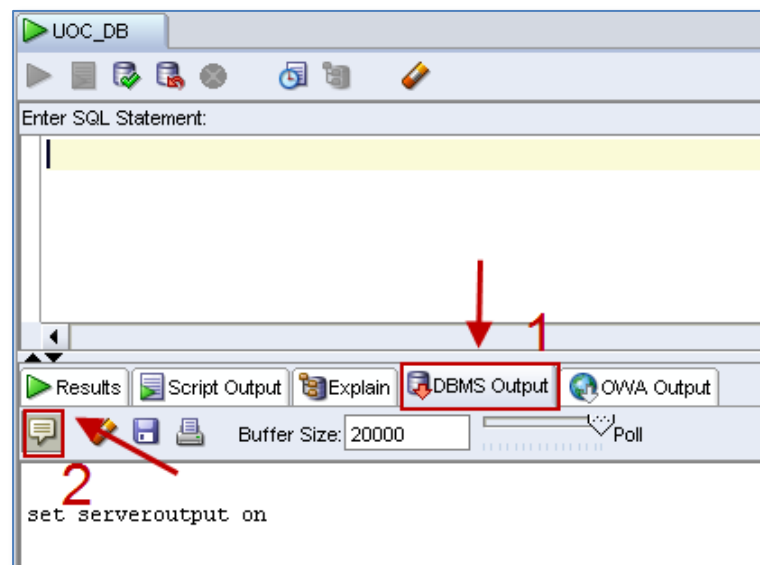 UOC_DB
Enter SQL Statement:
1
Results Script Output Explain DBMS Output OWA Output
Buffer Size: 20000 Poll
2
set serveroutput on